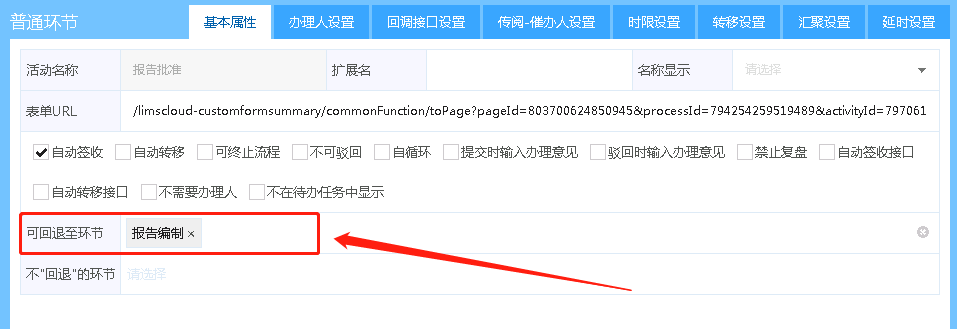 普通环节 基本属性 办理人设置 回调接口设置 传阅-催办人设置 时限设置 转移设置 汇聚设置 延时设置
活动名称 报告批准 扩展名 名称显示 请选择
表单URL /limscloud-customformsummary/commonFunction/toPage?pageId=803700624850945&processId=794254259519489&activityId=797061
自动签收 自动转移 可终止流程 不可驳回 自循环 提交时输入办理意见 驳回时输入办理意见 禁止复盘 自动签收接口
自动转移接口 不需要办理人 不在待办任务中显示
可回退至环节 报告编制 ×
不"回退"的环节 请选择